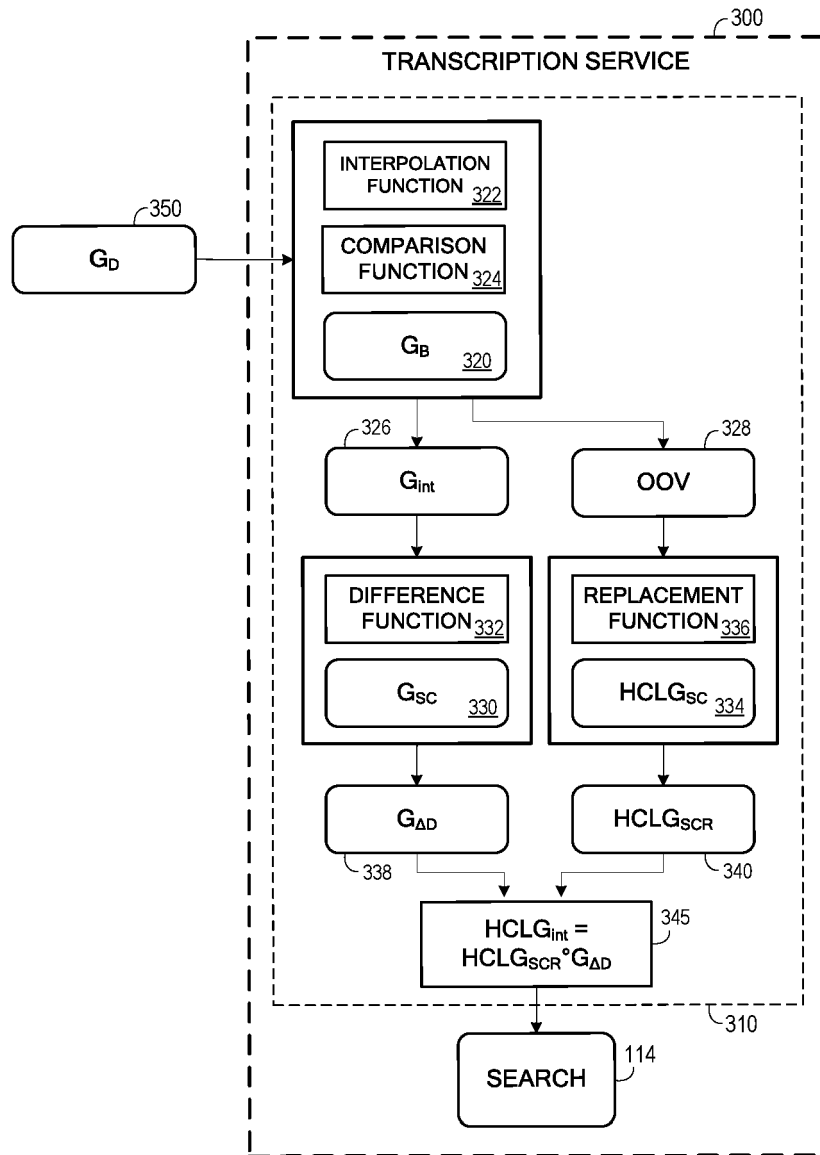 300
TRANSCRIPTION SERVICE
INTERPOLATION
FUNCTION 322
350
G_D
COMPARISON
FUNCTION 324
G_B 320
326
328
G_int
OOV
DIFFERENCE
FUNCTION 332
REPLACEMENT
FUNCTION 336
G_SC 330
HCLG_SC 334
G_ΔD
HCLG_SCR
338
340
HCLG_int =
HCLG_SCR°G_ΔD
345
310
SEARCH
114